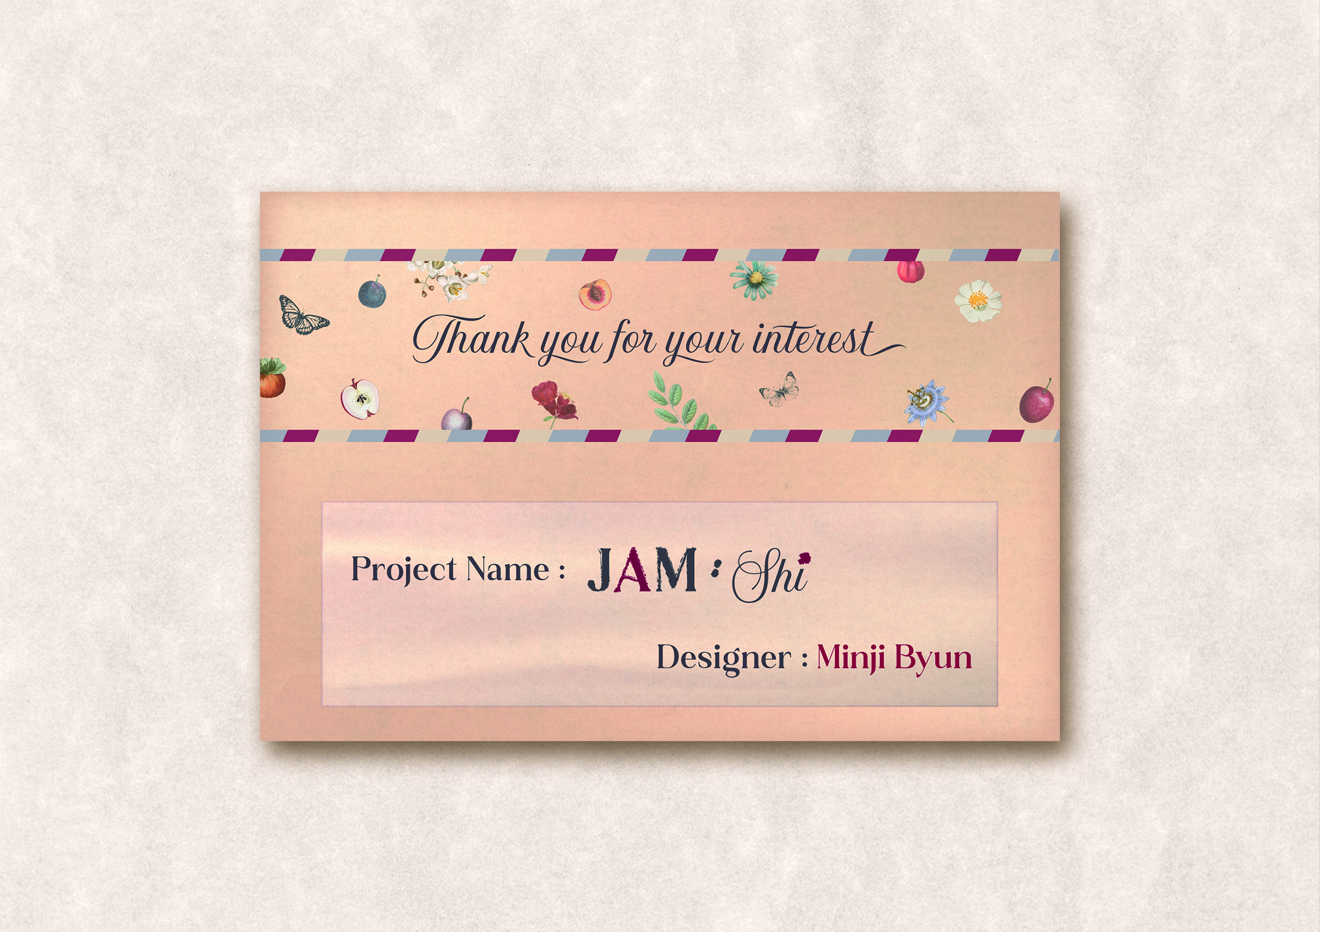 Thank you for your interest
Project Name : JAM : Shi
Designer : Minji Byun